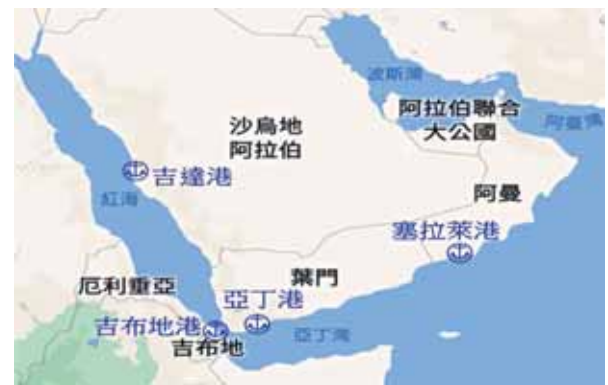 波斯灣
阿拉伯聯合
大公國
阿曼
沙烏地
阿拉伯
吉達港
紅海
阿曼
塞拉萊港
葉門
厄利重亞
亞丁港
吉布地港
吉布地
亞丁灣